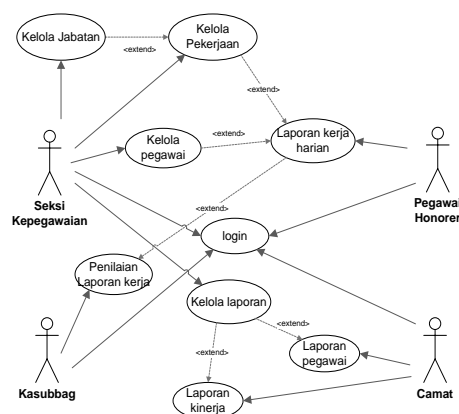 Kelola Jabatan
<extend>
Kelola
Pekerjaan
<extend>
Kelola
pegawai
<extend>
Laporan kerja
harian
Seksi
Kepegawaian
Pegawai
Honorer
<extend>
login
Penilaian
Laporan kerja
Kelola laporan
<extend>
<extend>
Laporan
pegawai
Laporan
kinerja
Kasubbag
Camat